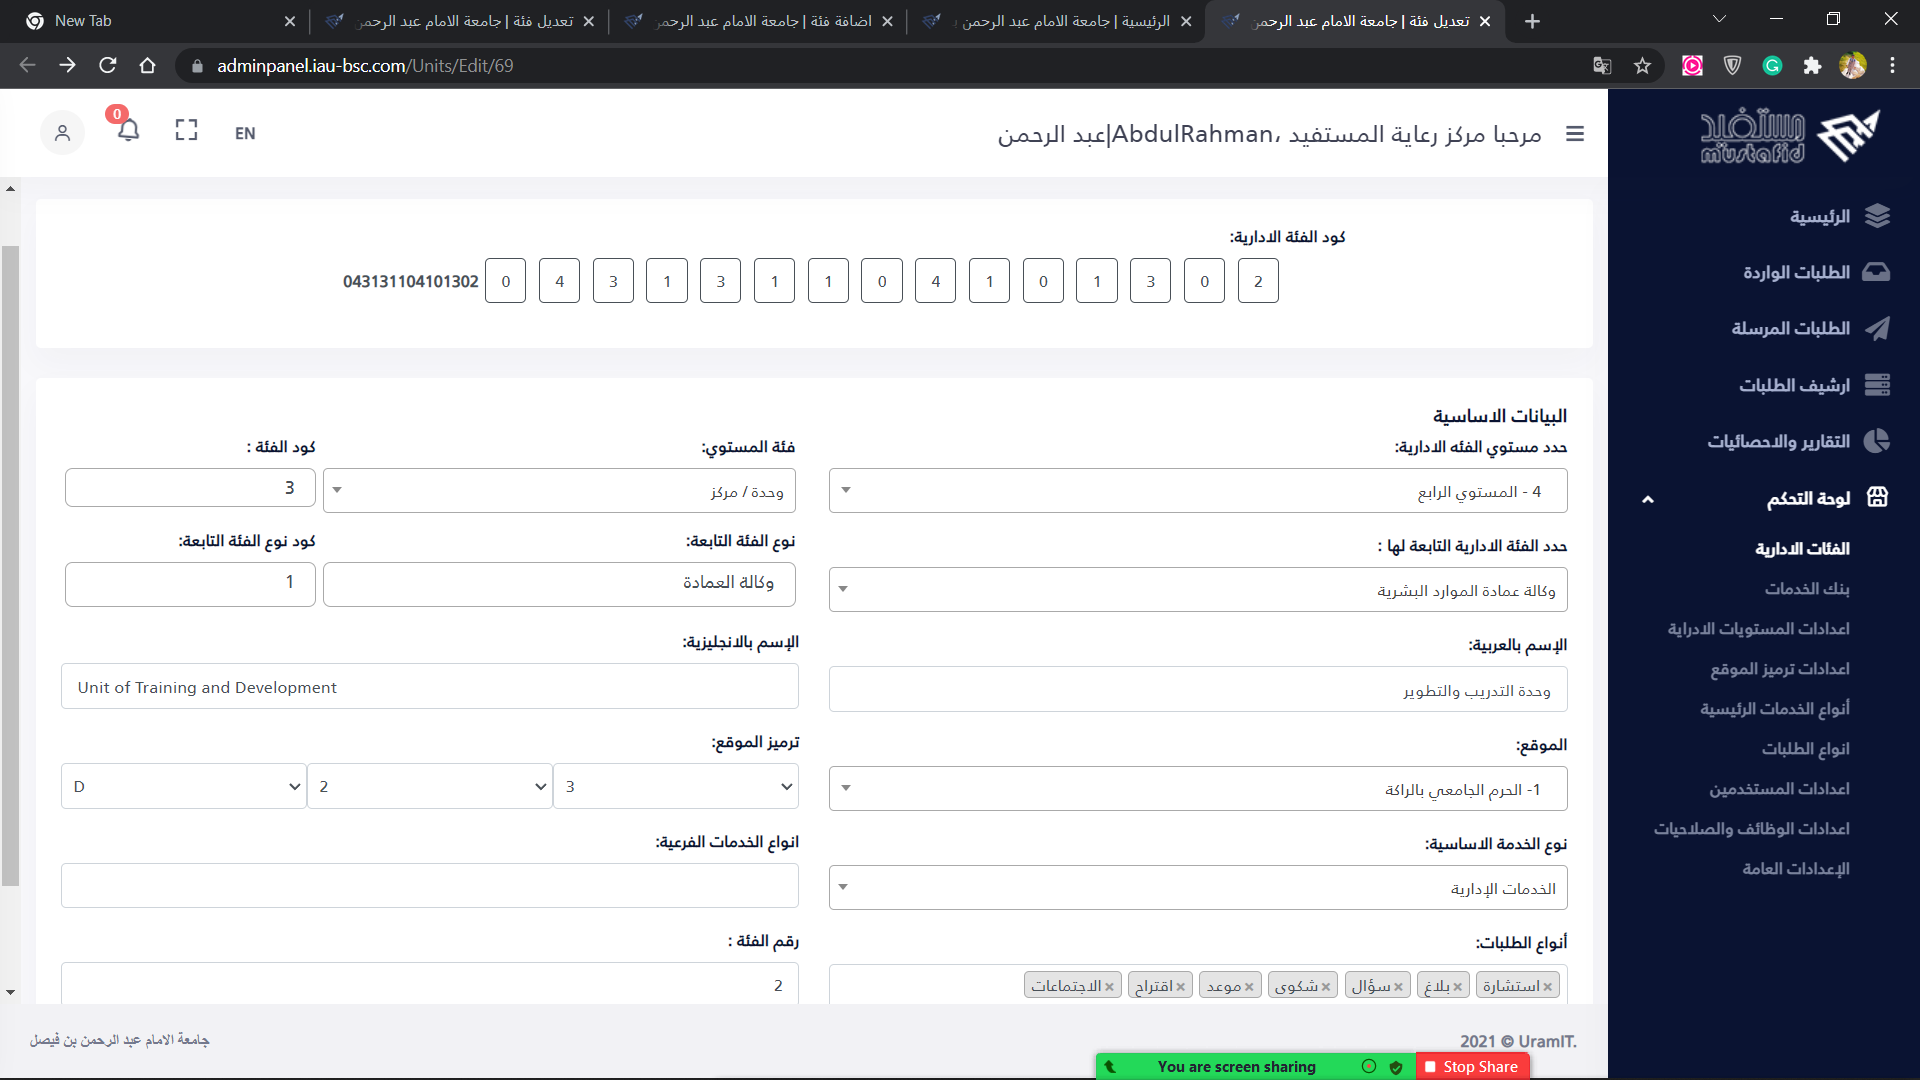 New Tab
تعديل فئة | جامعة الامام عبد الرحمن
اضافة فئة | جامعة الامام عبد الرحمن
الرئيسية | جامعة الامام عبد الرحمن ب
تعديل فئة | جامعة الامام عبد الرحمن
adminpanel.iau-bsc.com/Units/Edit/69
مستفيد
mustafid
مرحبا مركز رعاية المستفيد ،AbdulRahman|عبد الرحمن
EN
0
الرئيسية
الطلبات الواردة
الطلبات المرسلة
ارشيف الطلبات
التقارير والاحصائيات
لوحة التحكم
الفئات الادارية
بنك الخدمات
اعدادات المستويات الادراية
اعدادات ترميز الموقع
أنواع الخدمات الرئيسية
انواع الطلبات
اعدادات المستخدمين
اعدادات الوظائف والصلاحيات
الإعدادات العامة
كود الفئة الادارية:
043131104101302 0 4 3 1 3 1 1 0 4 1 0 1 3 0 2
البيانات الاساسية
حدد مستوي الفئه الادارية:
4 - المستوي الرابع
فئة المستوي:
وحدة / مركز
كود الفئة :
3
حدد الفئة الادارية التابعة لها :
وكالة عمادة الموارد البشرية
نوع الفئة التابعة:
وكالة العمادة
كود نوع الفئة التابعة:
1
الإسم بالعربية:
وحدة التدريب والتطوير
الإسم بالانجليزية:
Unit of Training and Development
الموقع:
1- الحرم الجامعي بالراكة
ترميز الموقع:
D 2 3
نوع الخدمة الاساسية:
الخدمات الإدارية
انواع الخدمات الفرعية:
أنواع الطلبات:
×استشارة ×بلاغ ×سؤال ×شكوى ×موعد ×اقتراح ×الاجتماعات
رقم الفئة :
2
2021 © UramIT.
جامعة الامام عبد الرحمن بن فيصل
You are screen sharing
Stop Share